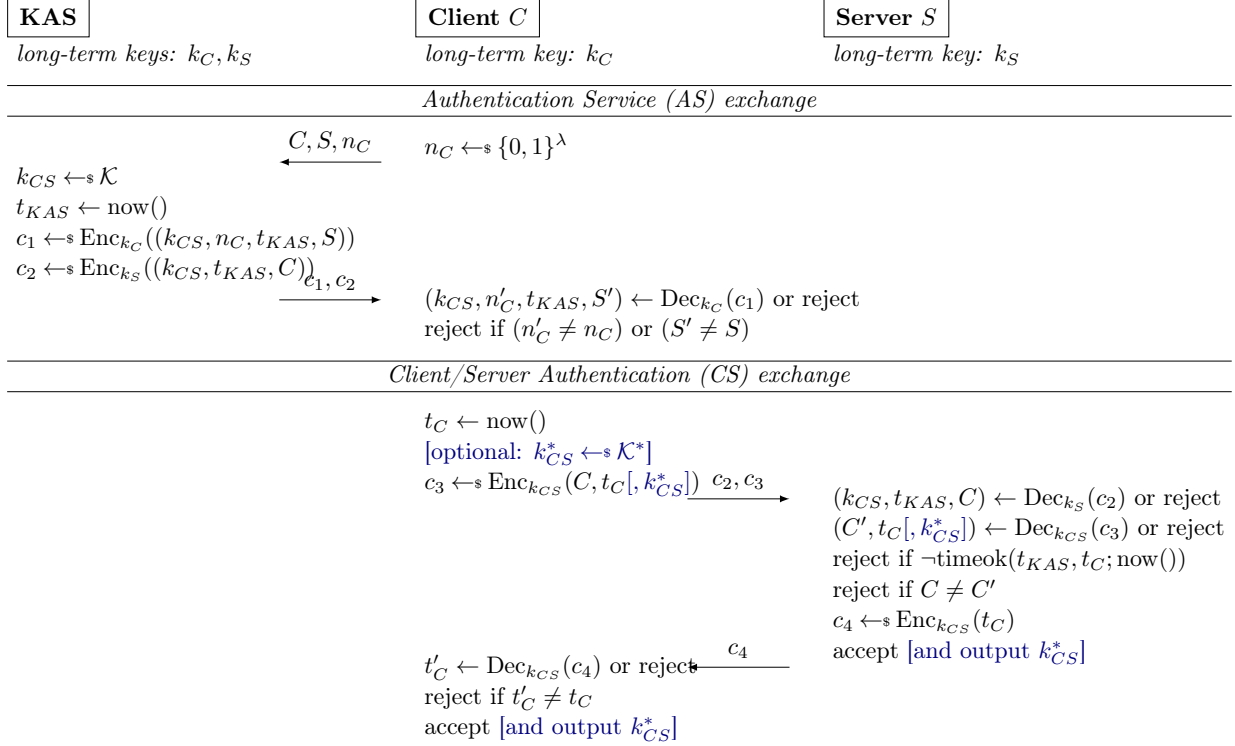 KAS Client C Server S
long-term keys: k_C, k_S long-term key: k_C long-term key: k_S
Authentication Service (AS) exchange
C, S, n_C n_C ←$ {0, 1}^λ
k_CS ←$ 𝒦
t_KAS ← now()
c_1 ←$ Enc_{k_C}((k_CS, n_C, t_KAS, S))
c_2 ←$ Enc_{k_S}((k_CS, t_KAS, C))
c_1, c_2
(k_CS, n′_C, t_KAS, S′) ← Dec_{k_C}(c_1) or reject
reject if (n′_C ≠ n_C) or (S′ ≠ S)
Client/Server Authentication (CS) exchange
t_C ← now()
[optional: k*_CS ←$ 𝒦*]
c_3 ←$ Enc_{k_CS}(C, t_C[, k*_CS]) c_2, c_3
(k_CS, t_KAS, C) ← Dec_{k_S}(c_2) or reject
(C′, t_C[, k*_CS]) ← Dec_{k_CS}(c_3) or reject
reject if ¬timeok(t_KAS, t_C; now())
reject if C ≠ C′
c_4 ←$ Enc_{k_CS}(t_C)
accept [and output k*_CS]
c_4
t′_C ← Dec_{k_CS}(c_4) or reject
reject if t′_C ≠ t_C
accept [and output k*_CS]